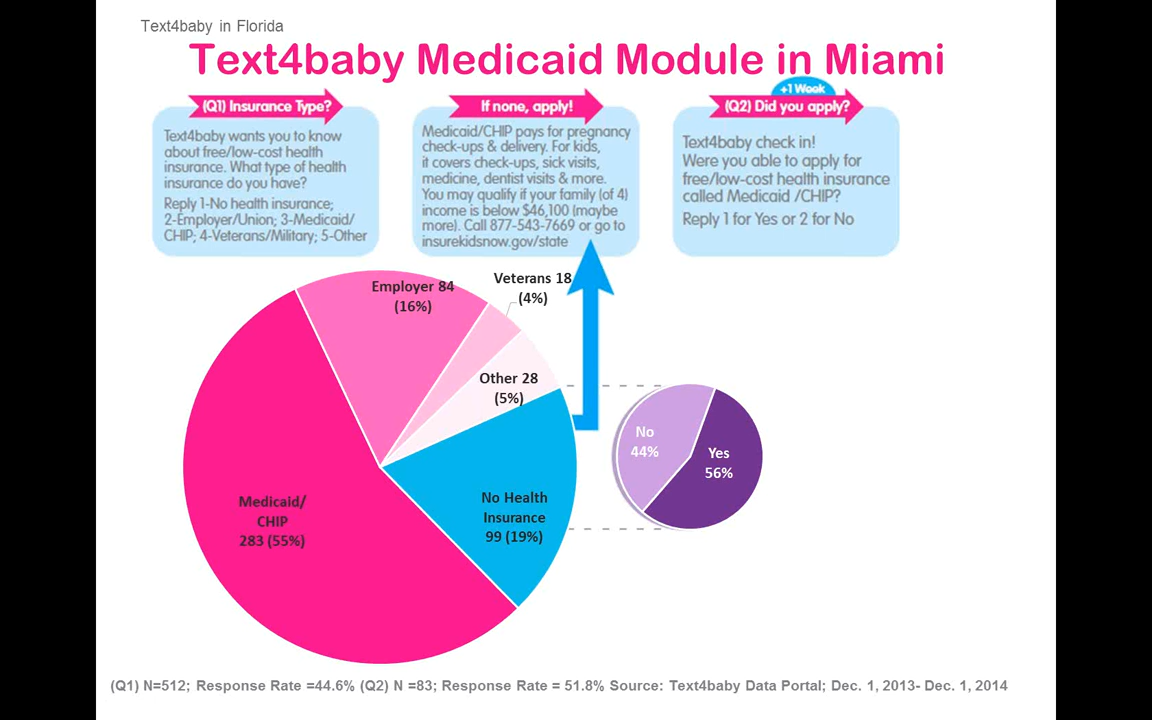 Text4baby in Florida
Text4baby Medicaid Module in Miami
(Q1) Insurance Type?
Text4baby wants you to know
about free/low-cost health
insurance. What type of health
insurance do you have?
Reply 1-No health insurance;
2-Employer/Union; 3-Medicaid/
CHIP; 4-Veterans/Military; 5-Other
If none, apply!
Medicaid/CHIP pays for pregnancy
check-ups & delivery. For kids,
it covers check-ups, sick visits,
medicine, dentist visits & more.
You may qualify if your family (of 4)
income is below $46,100 (maybe
more). Call 877-543-7669 or go to
insurekidsnow.gov/state
+1 Week
(Q2) Did you apply?
Text4baby check in!
Were you able to apply for
free/low-cost health insurance
called Medicaid /CHIP?
Reply 1 for Yes or 2 for No
Employer 84
(16%)
Veterans 18
(4%)
Other 28
(5%)
No Health
Insurance
99 (19%)
Medicaid/
CHIP
283 (55%)
No
44%
Yes
56%
(Q1) N=512; Response Rate =44.6% (Q2) N =83; Response Rate = 51.8% Source: Text4baby Data Portal; Dec. 1, 2013- Dec. 1, 2014